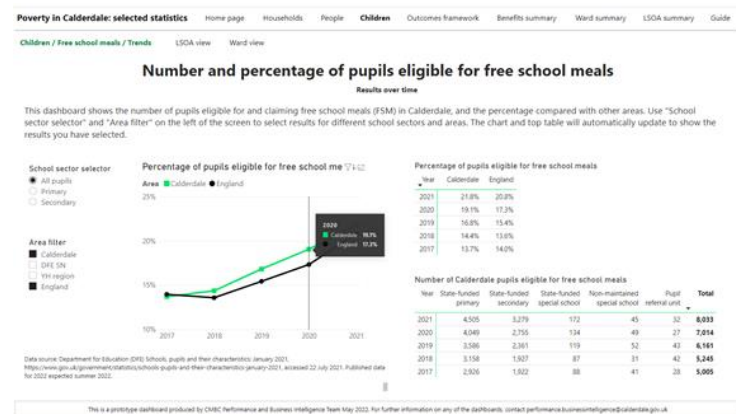 Poverty in Calderdale: selected statistics Home page Households People Children Outcomes framework Benefits summary Ward summary LSOA summary Guide
Children / Free school meals / Trends LSOA view Ward view
Number and percentage of pupils eligible for free school meals
Results over time
This dashboard shows the number of pupils eligible for and claiming free school meals (FSM) in Calderdale, and the percentage compared with other areas. Use "School
sector selector" and "Area filter" on the left of the screen to select results for different school sectors and areas. The chart and top table will automatically update to show the
results you have selected.
School sector selector
All pupils
Primary
Secondary
Area filter
Calderdale
DFE SN
YH region
England
Percentage of pupils eligible for free school me
Area Calderdale England
25%
20%
15%
10%
2017 2018 2019 2020 2021
2020
Calderdale 19.1%
England 17.3%
Percentage of pupils eligible for free school meals
Year Calderdale England
2021 21.8% 20.8%
2020 19.1% 17.3%
2019 16.8% 15.4%
2018 14.4% 13.6%
2017 13.7% 14.0%
Number of Calderdale pupils eligible for free school meals
Year State-funded State-funded State-funded Non-maintained Pupil Total
primary secondary special school special school referral unit
2021 4,505 3,279 172 45 32 8,033
2020 4,049 2,755 134 49 27 7,014
2019 3,586 2,361 119 52 43 6,161
2018 3,158 1,927 87 31 42 5,245
2017 2,926 1,922 88 41 28 5,005
Data source: Department for Education (DfE) Schools, pupils and their characteristics January 2021,
https://www.gov.uk/government/statistics/schools-pupils-and-their-characteristics-january-2021, accessed 22 July 2021. Published data
for 2022 expected summer 2022.
This is a prototype dashboard produced by CMBC Performance and Business Intelligence Team May 2022. For further information on any of the dashboards, contact performance.businessintelligence@calderdale.gov.uk